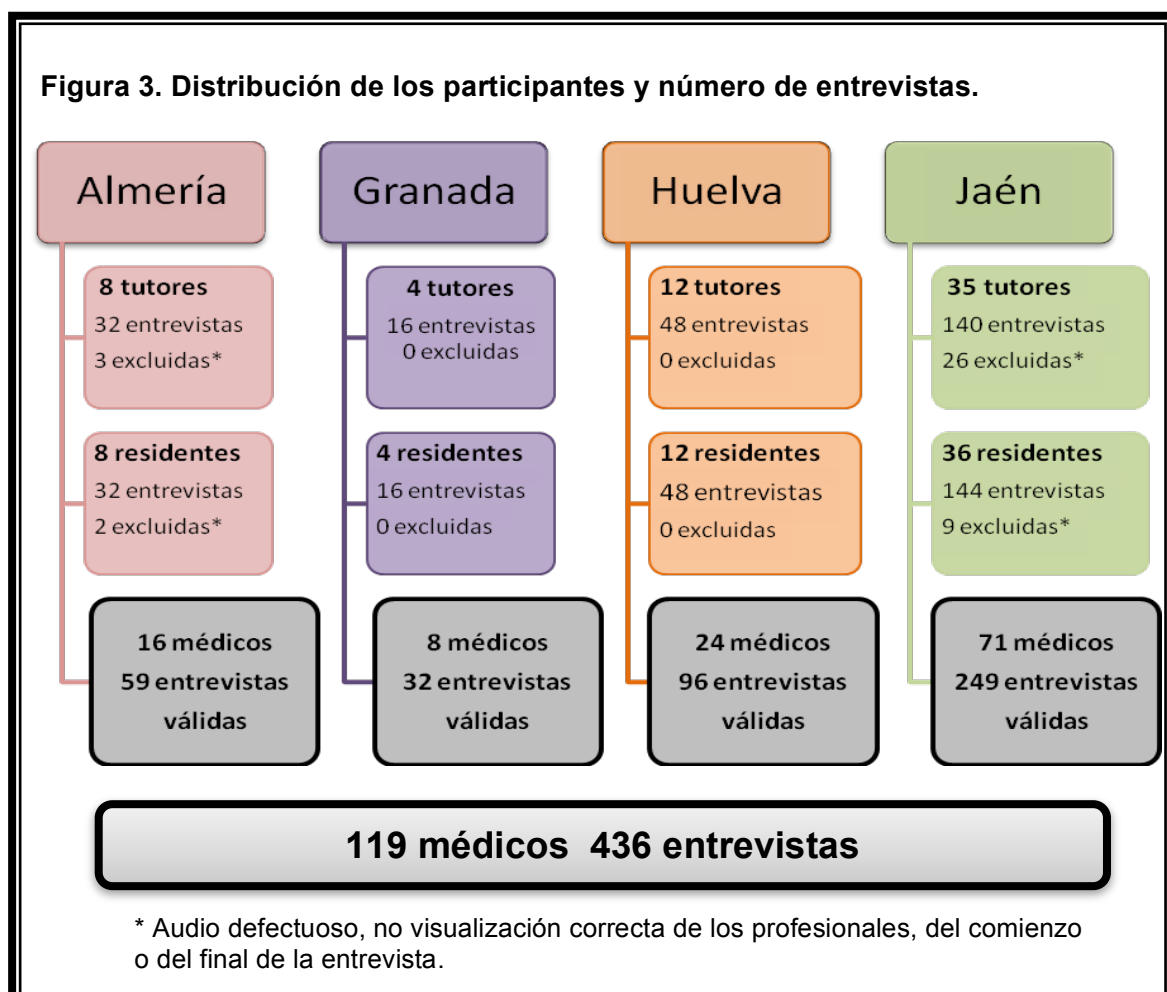 Figura 3. Distribución de los participantes y número de entrevistas.
Almería
8 tutores
32 entrevistas
3 excluidas*
8 residentes
32 entrevistas
2 excluidas*
16 médicos
59 entrevistas
válidas
Granada
4 tutores
16 entrevistas
0 excluidas
4 residentes
16 entrevistas
0 excluidas
8 médicos
32 entrevistas
válidas
Huelva
12 tutores
48 entrevistas
0 excluidas
12 residentes
48 entrevistas
0 excluidas
24 médicos
96 entrevistas
válidas
Jaén
35 tutores
140 entrevistas
26 excluidas*
36 residentes
144 entrevistas
9 excluidas*
71 médicos
249 entrevistas
válidas
119 médicos 436 entrevistas
* Audio defectuoso, no visualización correcta de los profesionales, del comienzo
o del final de la entrevista.